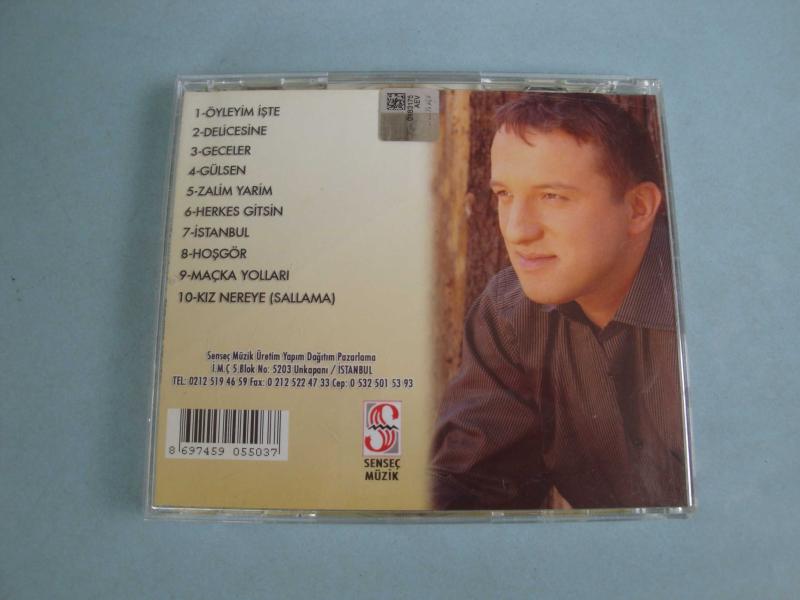 1-ÖYLEYİM İŞTE
2-DELİCESİNE
3-GECELER
4-GÜLSEN
5-ZALİM YARİM
6-HERKES GİTSİN
7-İSTANBUL
8-HOŞGÖR
9-MAÇKA YOLLARI
10-KIZ NEREYE (SALLAMA)
Senseç Müzik Üretim Yapım Dağıtım Pazarlama
İ.M.Ç 5.Blok No: 5203 Unkapanı / İSTANBUL
TEL: 0212 519 46 59 Fax: 0 212 522 47 33 Cep: 0 532 501 53 93
8 697459 055037
SENSEÇ
MÜZİK
AEV